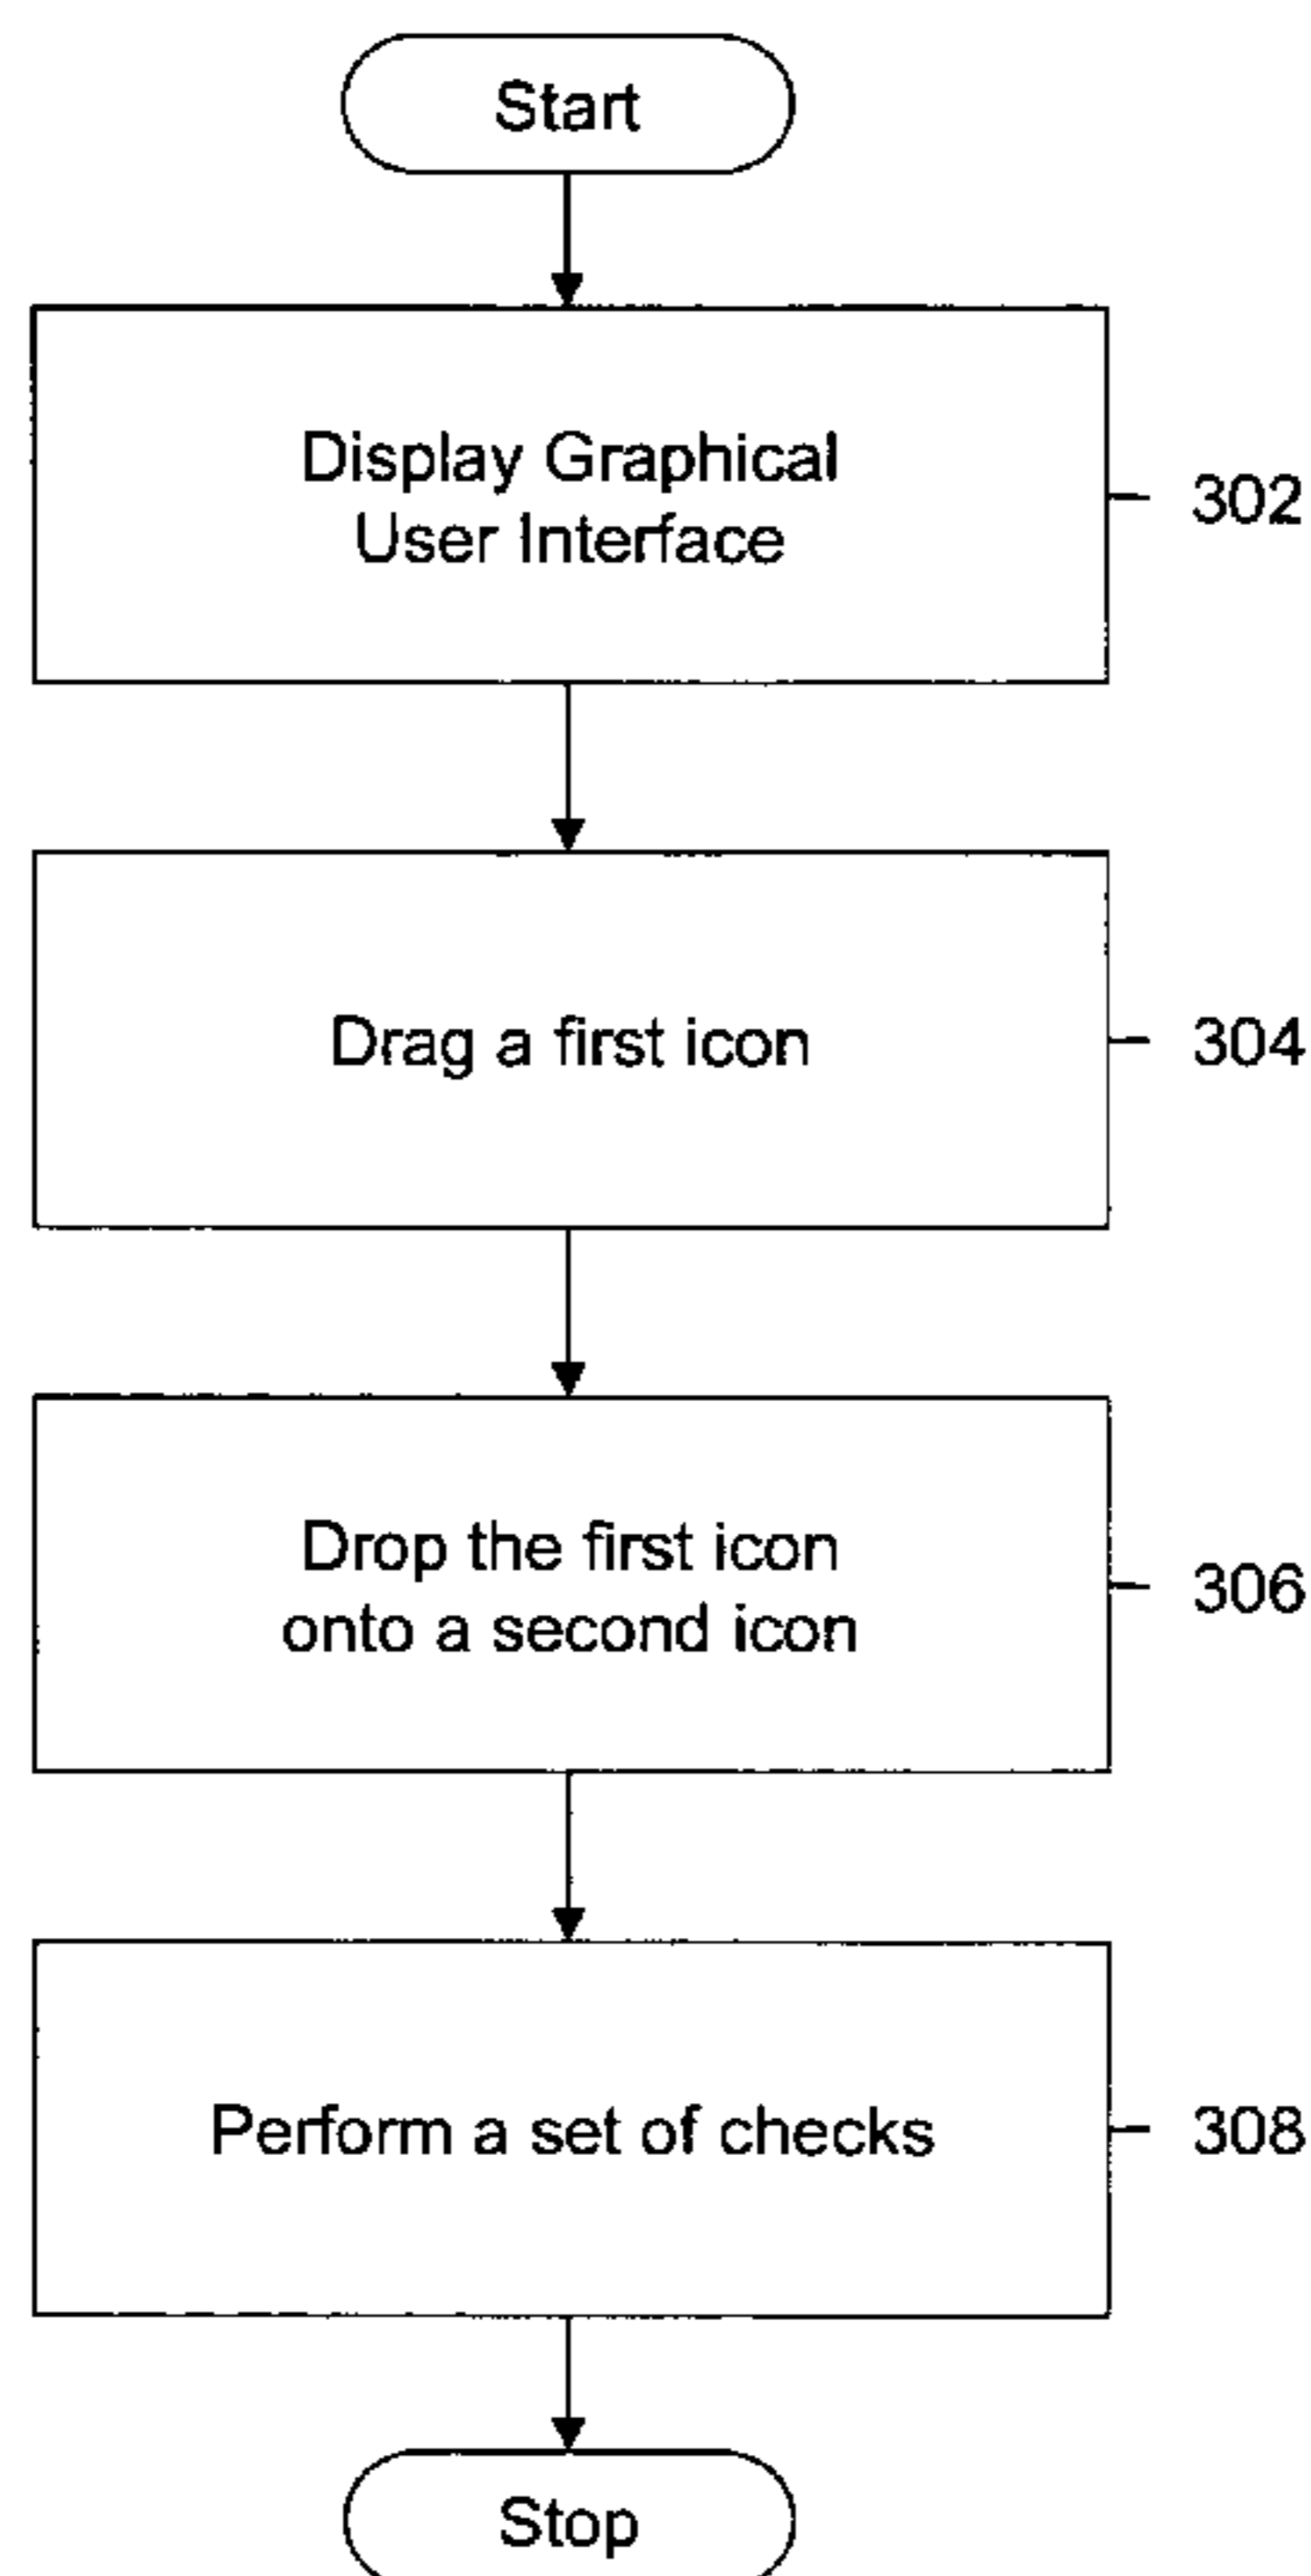 Start
Display Graphical
User Interface
302
Drag a first icon
304
Drop the first icon
onto a second icon
306
Perform a set of checks
308
Stop